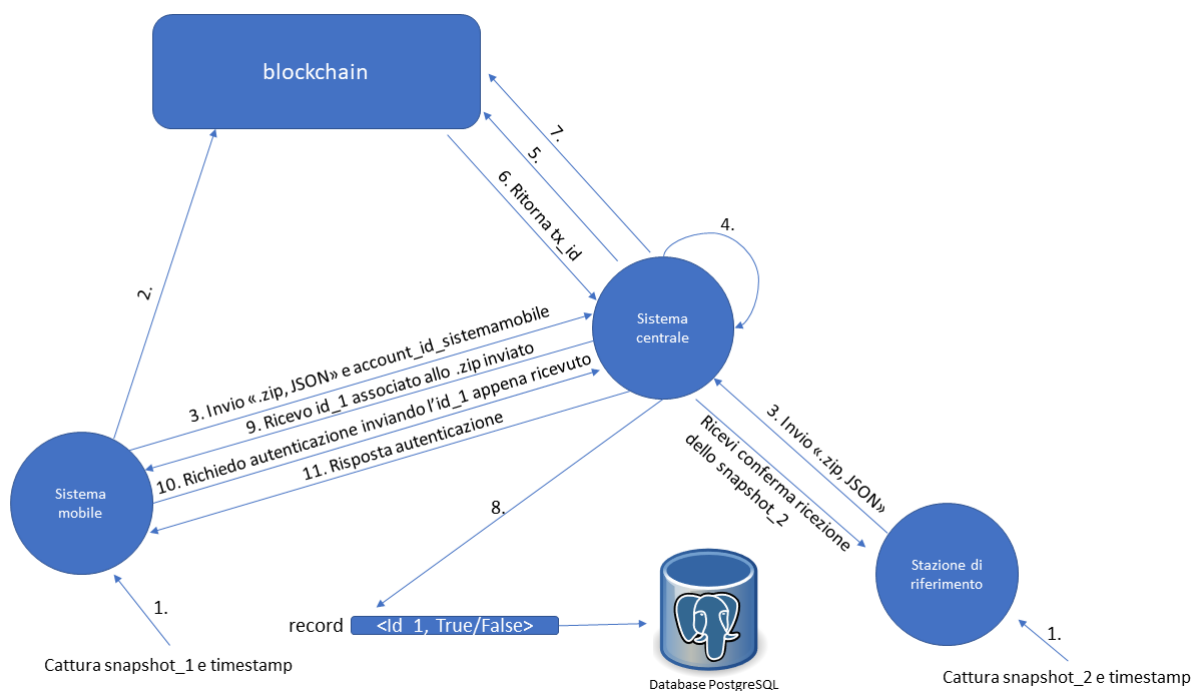 blockchain
7.
5.
6. Ritorna tx_id
4.
2.
Sistema
centrale
3. Invio «.zip, JSON» e account_id_sistemamobile
9. Ricevo id_1 associato allo .zip inviato
10. Richiedo autenticazione inviando l’id_1 appena ricevuto
11. Risposta autenticazione
3. Invio «.zip, JSON»
Ricevi conferma ricezione
dello snapshot_2
Sistema
mobile
8.
Stazione di
riferimento
1.
record
<Id_1, True/False>
1.
Cattura snapshot_1 e timestamp
Cattura snapshot_2 e timestamp
Database PostgreSQL